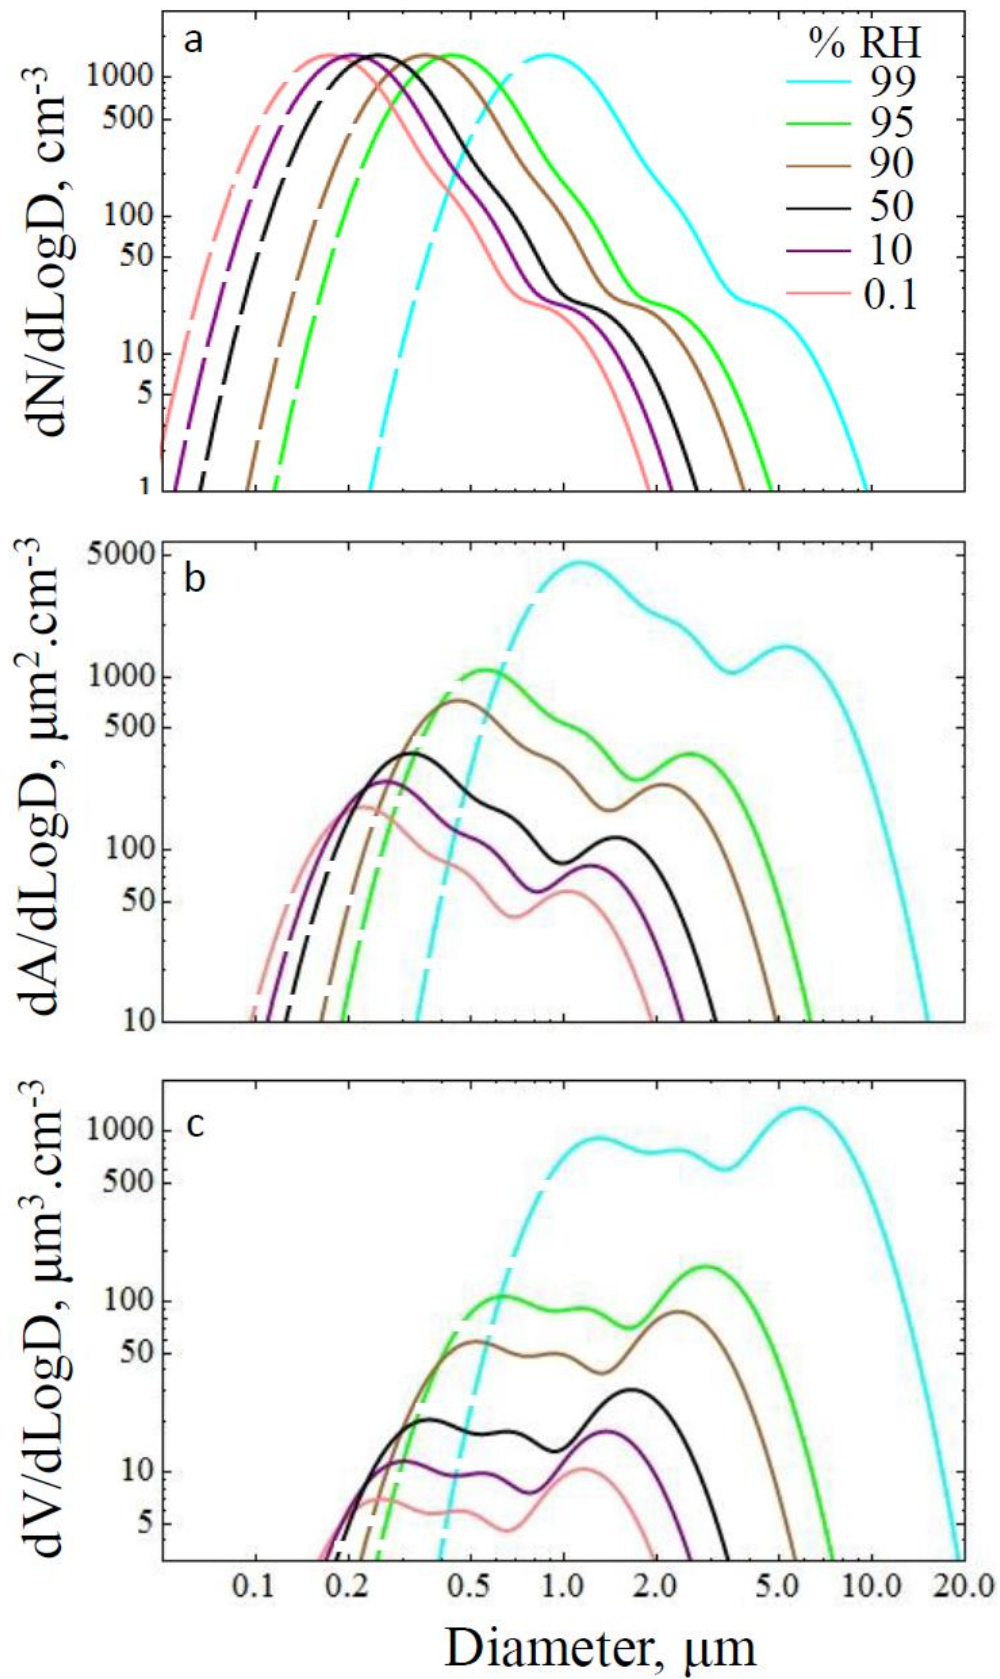 a
% RH
99
95
90
50
10
0.1
dN/dLogD, cm-3
1000
500
100
50
10
5
1
b
dA/dLogD, μm2.cm-3
5000
1000
500
100
50
10
c
dV/dLogD, μm3.cm-3
1000
500
100
50
10
5
0.1 0.2 0.5 1.0 2.0 5.0 10.0 20.0
Diameter, μm